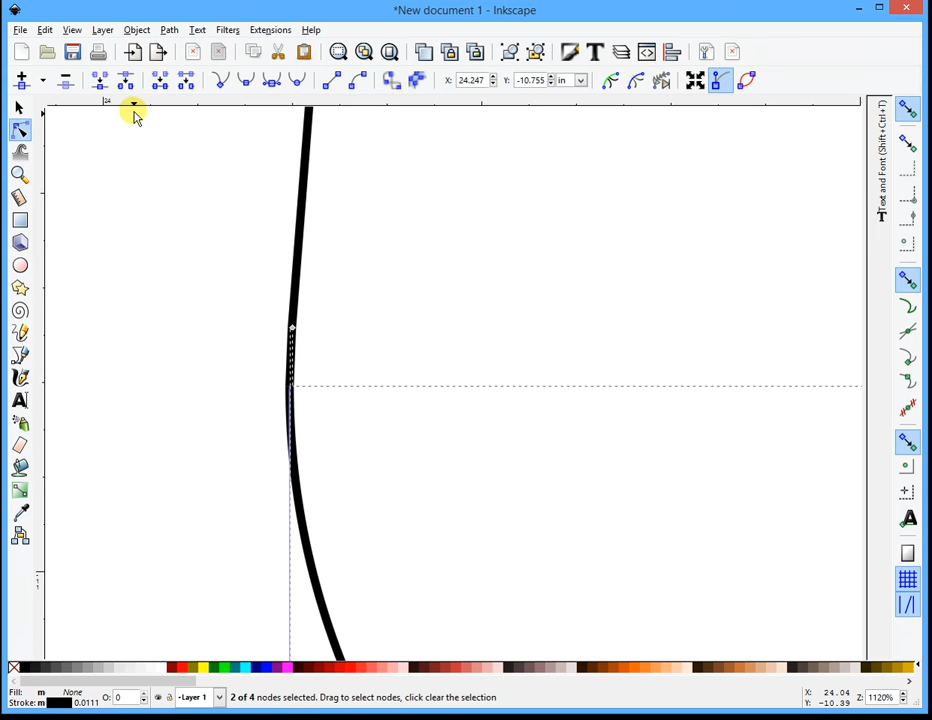 *New document 1 - Inkscape
File Edit View Layer Object Path Text Filters Extensions Help
X: 24.247 Y: -10.755 in
24
Text and Font (Shift+Ctrl+T)
Fill: m None O: 0 -Layer 1 2 of 4 nodes selected. Drag to select nodes, click clear the selection X: 24.04 Z: 1120%
Stroke: m 0.0111 Y: -10.39